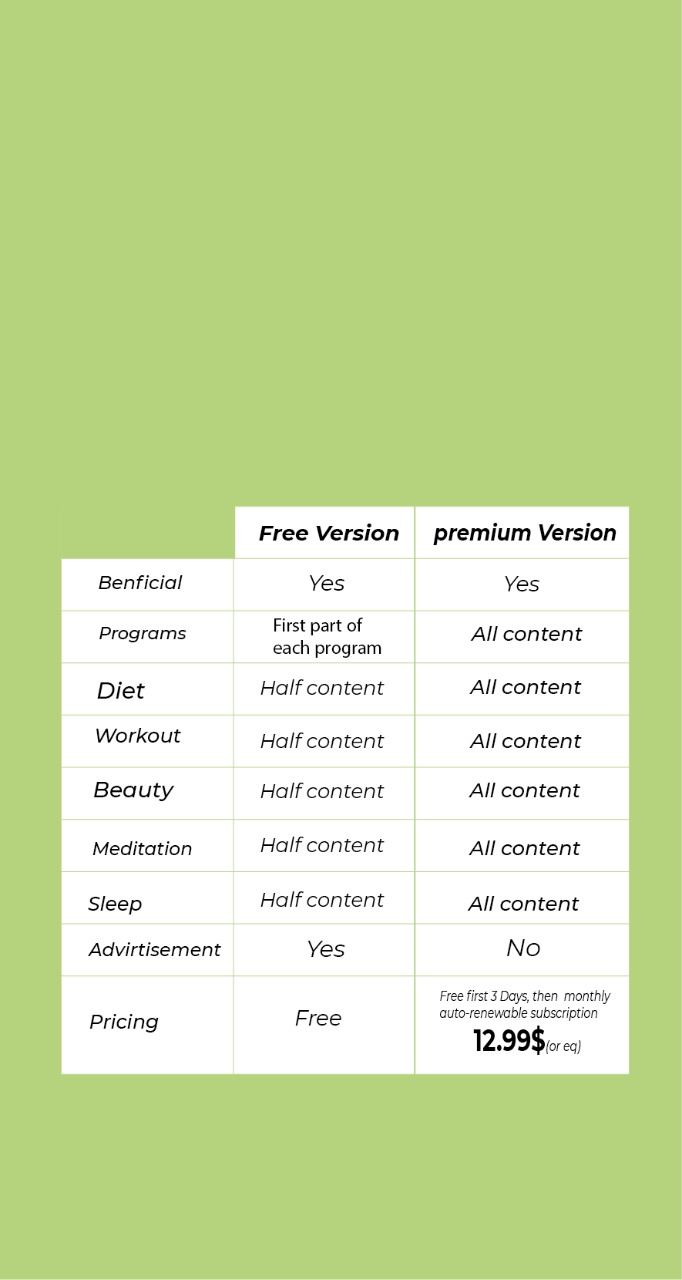 Free Version premium Version
Benficial Yes Yes
Programs First part of All content
each program
Diet Half content All content
Workout Half content All content
Beauty Half content All content
Meditation Half content All content
Sleep Half content All content
Advirtisement Yes No
Pricing Free Free first 3 Days, then monthly
auto-renewable subscription
12.99$(or eq)